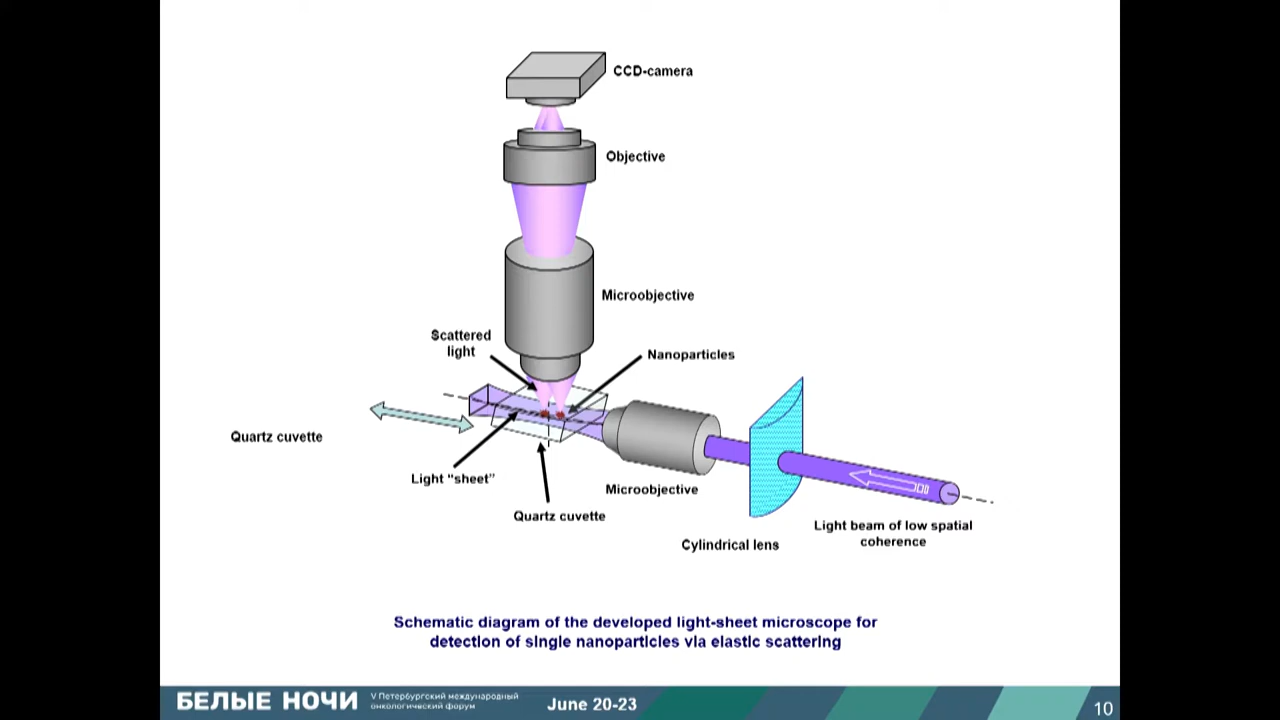 CCD-camera
Objective
Microobjective
Scattered
light
Nanoparticles
Quartz cuvette
Light “sheet”
Microobjective
Quartz cuvette
Light beam of low spatial
coherence
Cylindrical lens
Schematic diagram of the developed light-sheet microscope for
detection of single nanoparticles via elastic scattering
БЕЛЫЕ НОЧИ
V Петербургский международный
онкологический форум
June 20-23
10